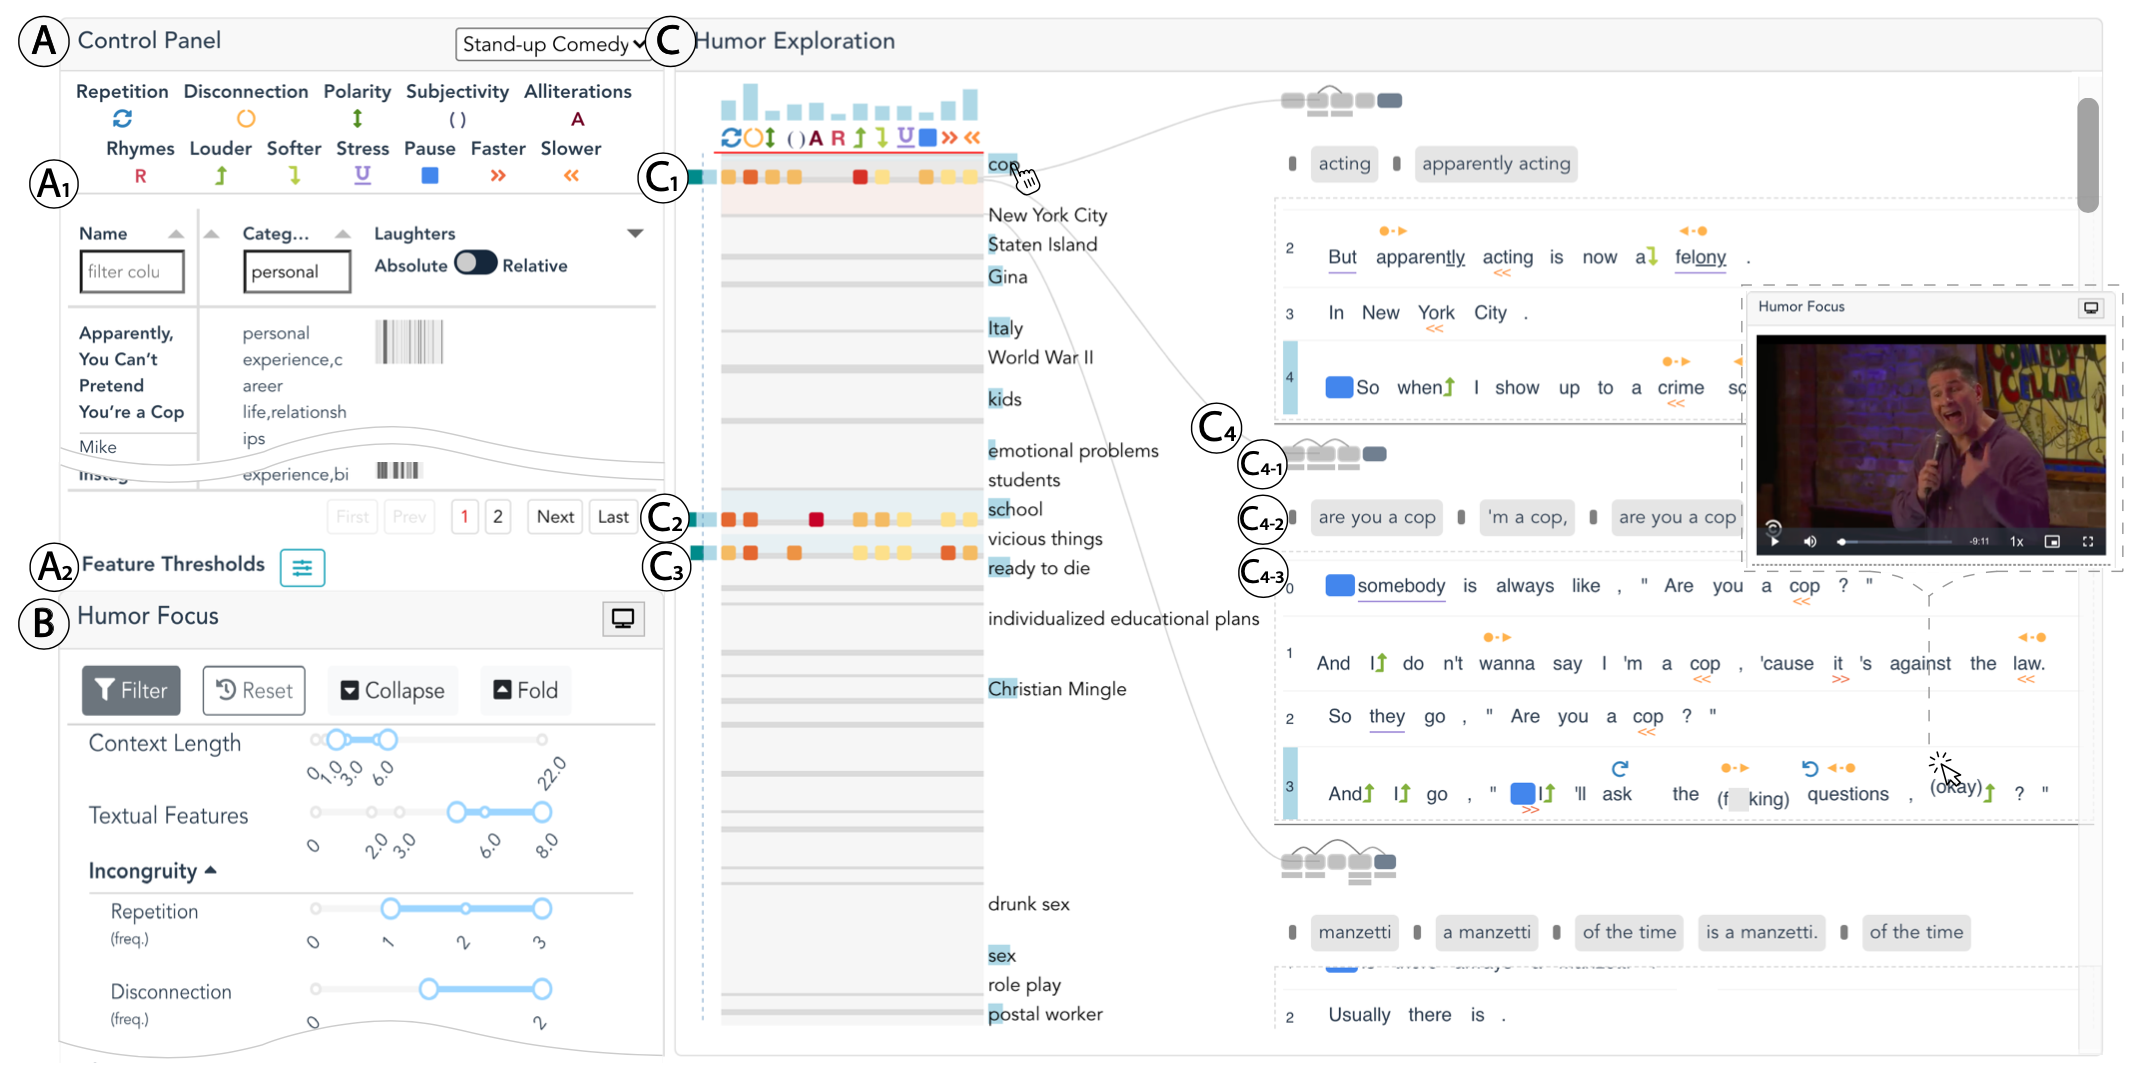 A Control Panel
Stand-up Comedy
Repetition Disconnection Polarity Subjectivity Alliterations
( ) A
Rhymes Louder Softer Stress Pause Faster Slower
A1
R U >> <<
Name Categ... Laughters
Absolute Relative
filter colu
personal
Apparently,
You Can't
Pretend
You're a Cop
Mike
personal
experience,c
areer
life,relationsh
ips
experience,bi
First Prev 1 2 Next Last
A2 Feature Thresholds
B Humor Focus
Filter Reset Collapse Fold
Context Length
0 1.0 3.0 6.0 22.0
Textual Features
0 2.0 3.0 6.0 8.0
Incongruity
Repetition
(freq.)
0 1 2 3
Disconnection
(freq.)
0 2
C Humor Exploration
( ) A R U >> <<
C1
C2
C3
cop
New York City
Staten Island
Gina
Italy
World War II
kids
emotional problems
students
school
vicious things
ready to die
individualized educational plans
Christian Mingle
drunk sex
sex
role play
postal worker
acting apparently acting
2 But apparently acting is now a felony .
<<
3 In New York City .
<<
4 So when I show up to a crime sc
<<
C4
C4-1
C4-2 are you a cop 'm a cop, are you a cop
C4-3
0 somebody is always like , " Are you a cop ? "
<<
1 And I do n't wanna say I 'm a cop , 'cause it 's against the law.
<< >> <<
2 So they go , " Are you a cop ? "
<<
3 And I go , " I 'll ask the (f king) questions , (okay) ? "
>>
manzetti a manzetti of the time is a manzetti. of the time
2 Usually there is .
Humor Focus
COMEDY
CELLAR
-9:11 1x